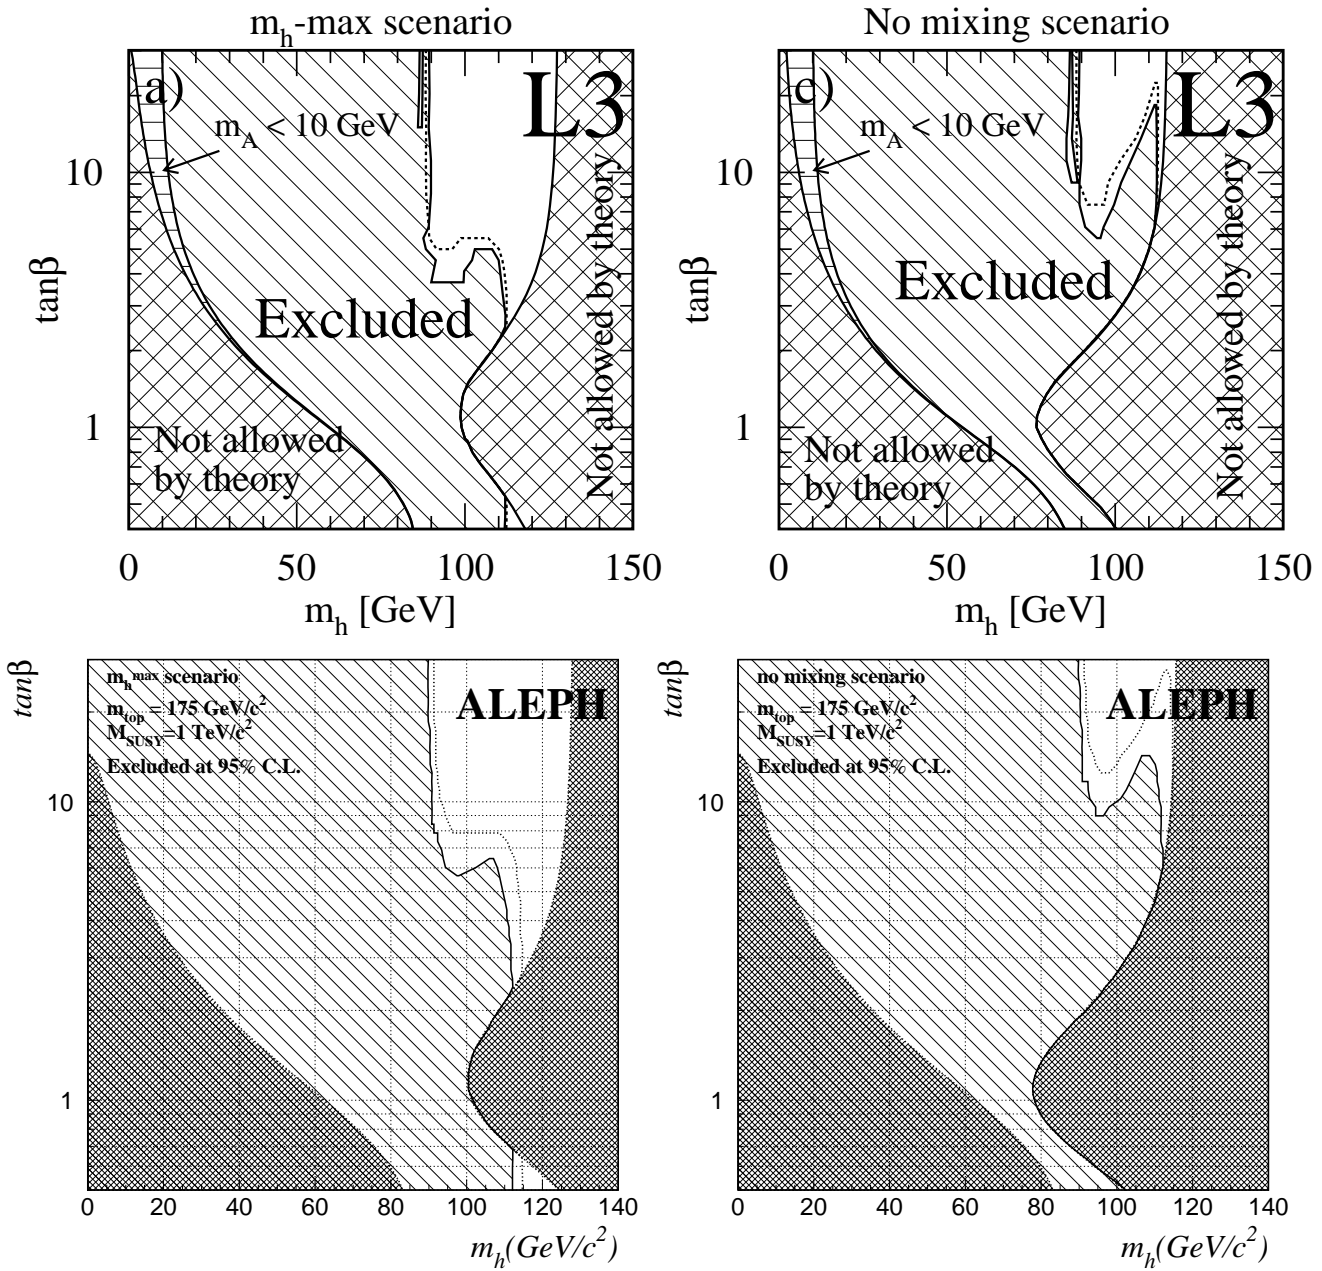 m_h-max scenario
a)
L3
m_A < 10 GeV
Excluded
Not allowed
by theory
Not allowed by theory
tanβ
10
1
0 50 100 150
m_h [GeV]
No mixing scenario
c)
L3
m_A < 10 GeV
Excluded
Not allowed
by theory
Not allowed by theory
tanβ
10
1
0 50 100 150
m_h [GeV]
tanβ
m_h^max scenario
m_top = 175 GeV/c^2
M_SUSY=1 TeV/c^2
Excluded at 95% C.L.
ALEPH
10
1
0 20 40 60 80 100 120 140
m_h(GeV/c^2)
tanβ
no mixing scenario
m_top = 175 GeV/c^2
M_SUSY=1 TeV/c^2
Excluded at 95% C.L.
ALEPH
10
1
0 20 40 60 80 100 120 140
m_h(GeV/c^2)